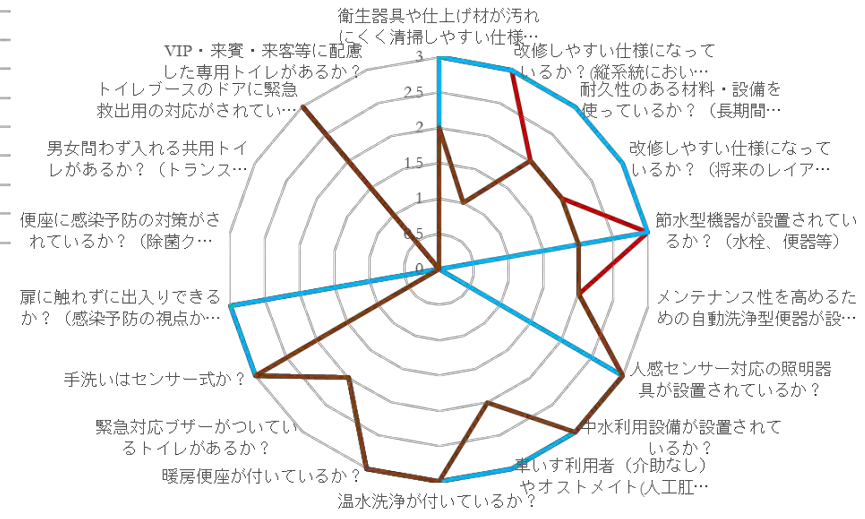 衛生器具や仕上げ材が汚れ
にくく清掃しやすい仕様…
改修しやすい仕様になって
いるか？(縦系統におい…
耐久性のある材料・設備を
使っているか？（長期間…
改修しやすい仕様になって
いるか？（将来のレイア…
節水型機器が設置されてい
るか？（水栓、便器等）
メンテナンス性を高めるた
めの自動洗浄型便器が設…
人感センサー対応の照明器
具が設置されているか？
中水利用設備が設置されて
いるか？
車いす利用者（介助なし）
やオストメイト(人工肛…
温水洗浄が付いているか？
暖房便座が付いているか？
緊急対応ブザーがついてい
るトイレがあるか？
手洗いはセンサー式か？
扉に触れずに出入りできる
か？（感染予防の視点か…
便座に感染予防の対策がさ
れているか？（除菌ク…
男女問わず入れる共用トイ
レがあるか？（トランス…
トイレブースのドアに緊急
救出用の対応がされてい…
VIP・来賓・来客等に配慮
した専用トイレがあるか？
3
2.5
2
1.5
1
0.5
0